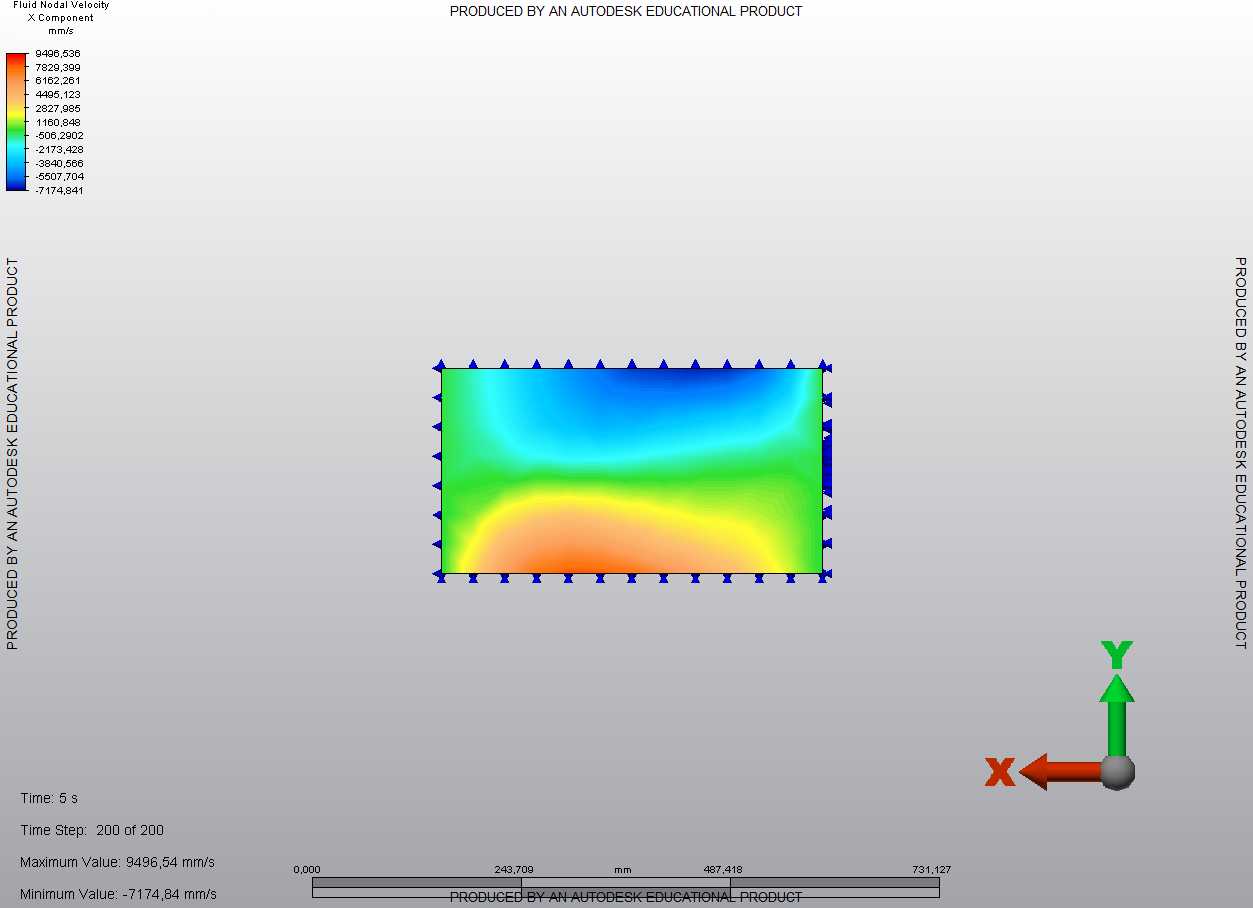 Fluid Nodal Velocity
X Component
mm/s
PRODUCED BY AN AUTODESK EDUCATIONAL PRODUCT
9496,536
7829,399
6162,261
4495,123
2827,985
1160,848
-506,2902
-2173,428
-3840,566
-5507,704
-7174,841
PRODUCED BY AN AUTODESK EDUCATIONAL PRODUCT
PRODUCED BY AN AUTODESK EDUCATIONAL PRODUCT
Y
X
Time: 5 s
Time Step: 200 of 200
Maximum Value: 9496,54 mm/s
Minimum Value: -7174,84 mm/s
0,000 243,709 mm 487,418 731,127
PRODUCED BY AN AUTODESK EDUCATIONAL PRODUCT